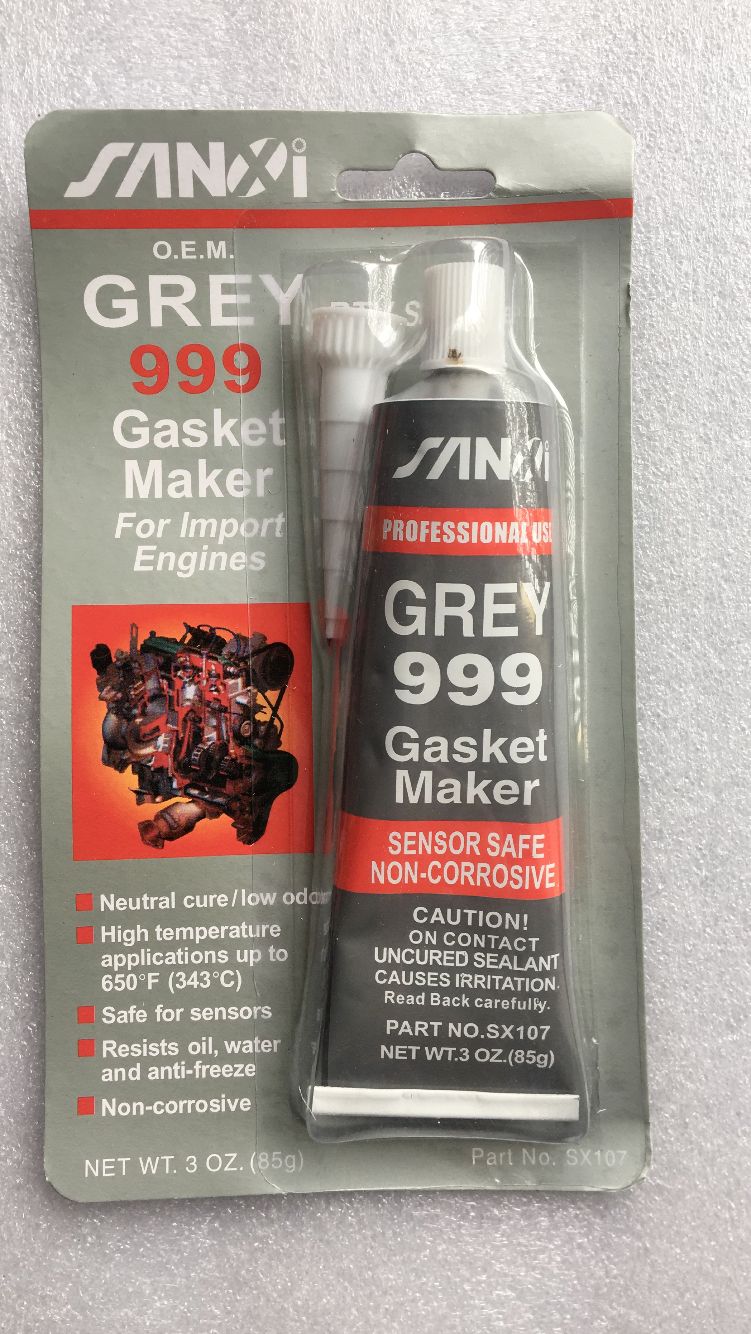 SANXi
O.E.M.
GREY
999
Gasket
Maker
For Import
Engines
Neutral cure/low odor
High temperature
applications up to
650°F (343°C)
Safe for sensors
Resists oil, water
and anti-freeze
Non-corrosive
NET WT. 3 OZ. (85g)
Part No. SX107
SANXi
PROFESSIONAL USE
GREY
999
Gasket
Maker
SENSOR SAFE
NON-CORROSIVE
CAUTION!
ON CONTACT
UNCURED SEALANT
CAUSES IRRITATION.
Read Back carefully.
PART NO.SX107
NET WT.3 OZ.(85g)